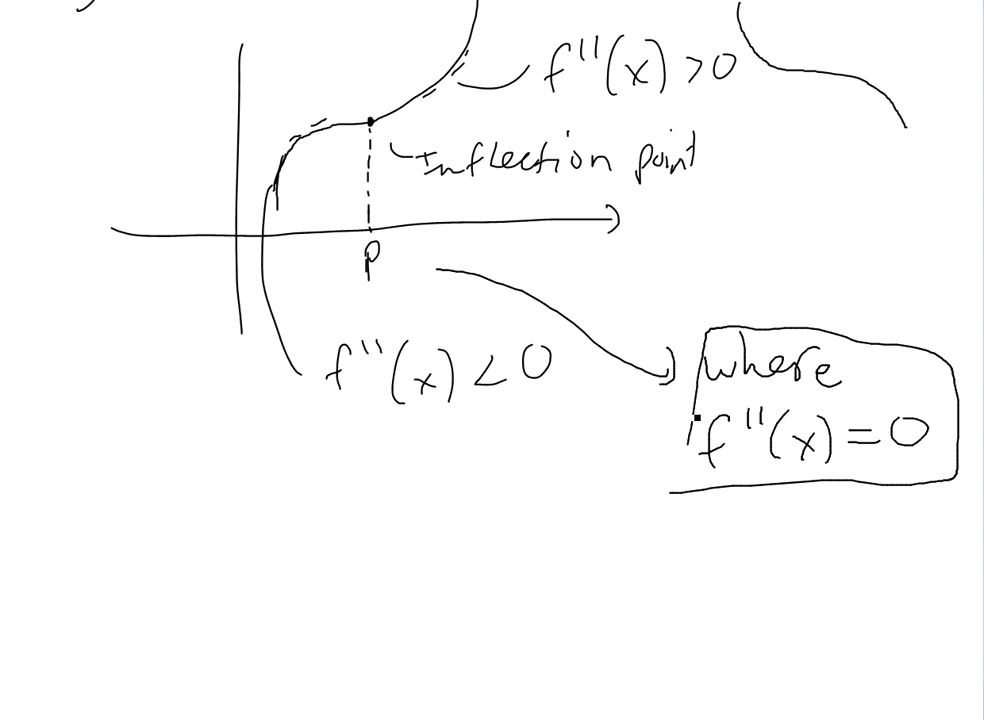 f''(x) > 0
Inflection point
p
f''(x) < 0
where
f''(x) = 0